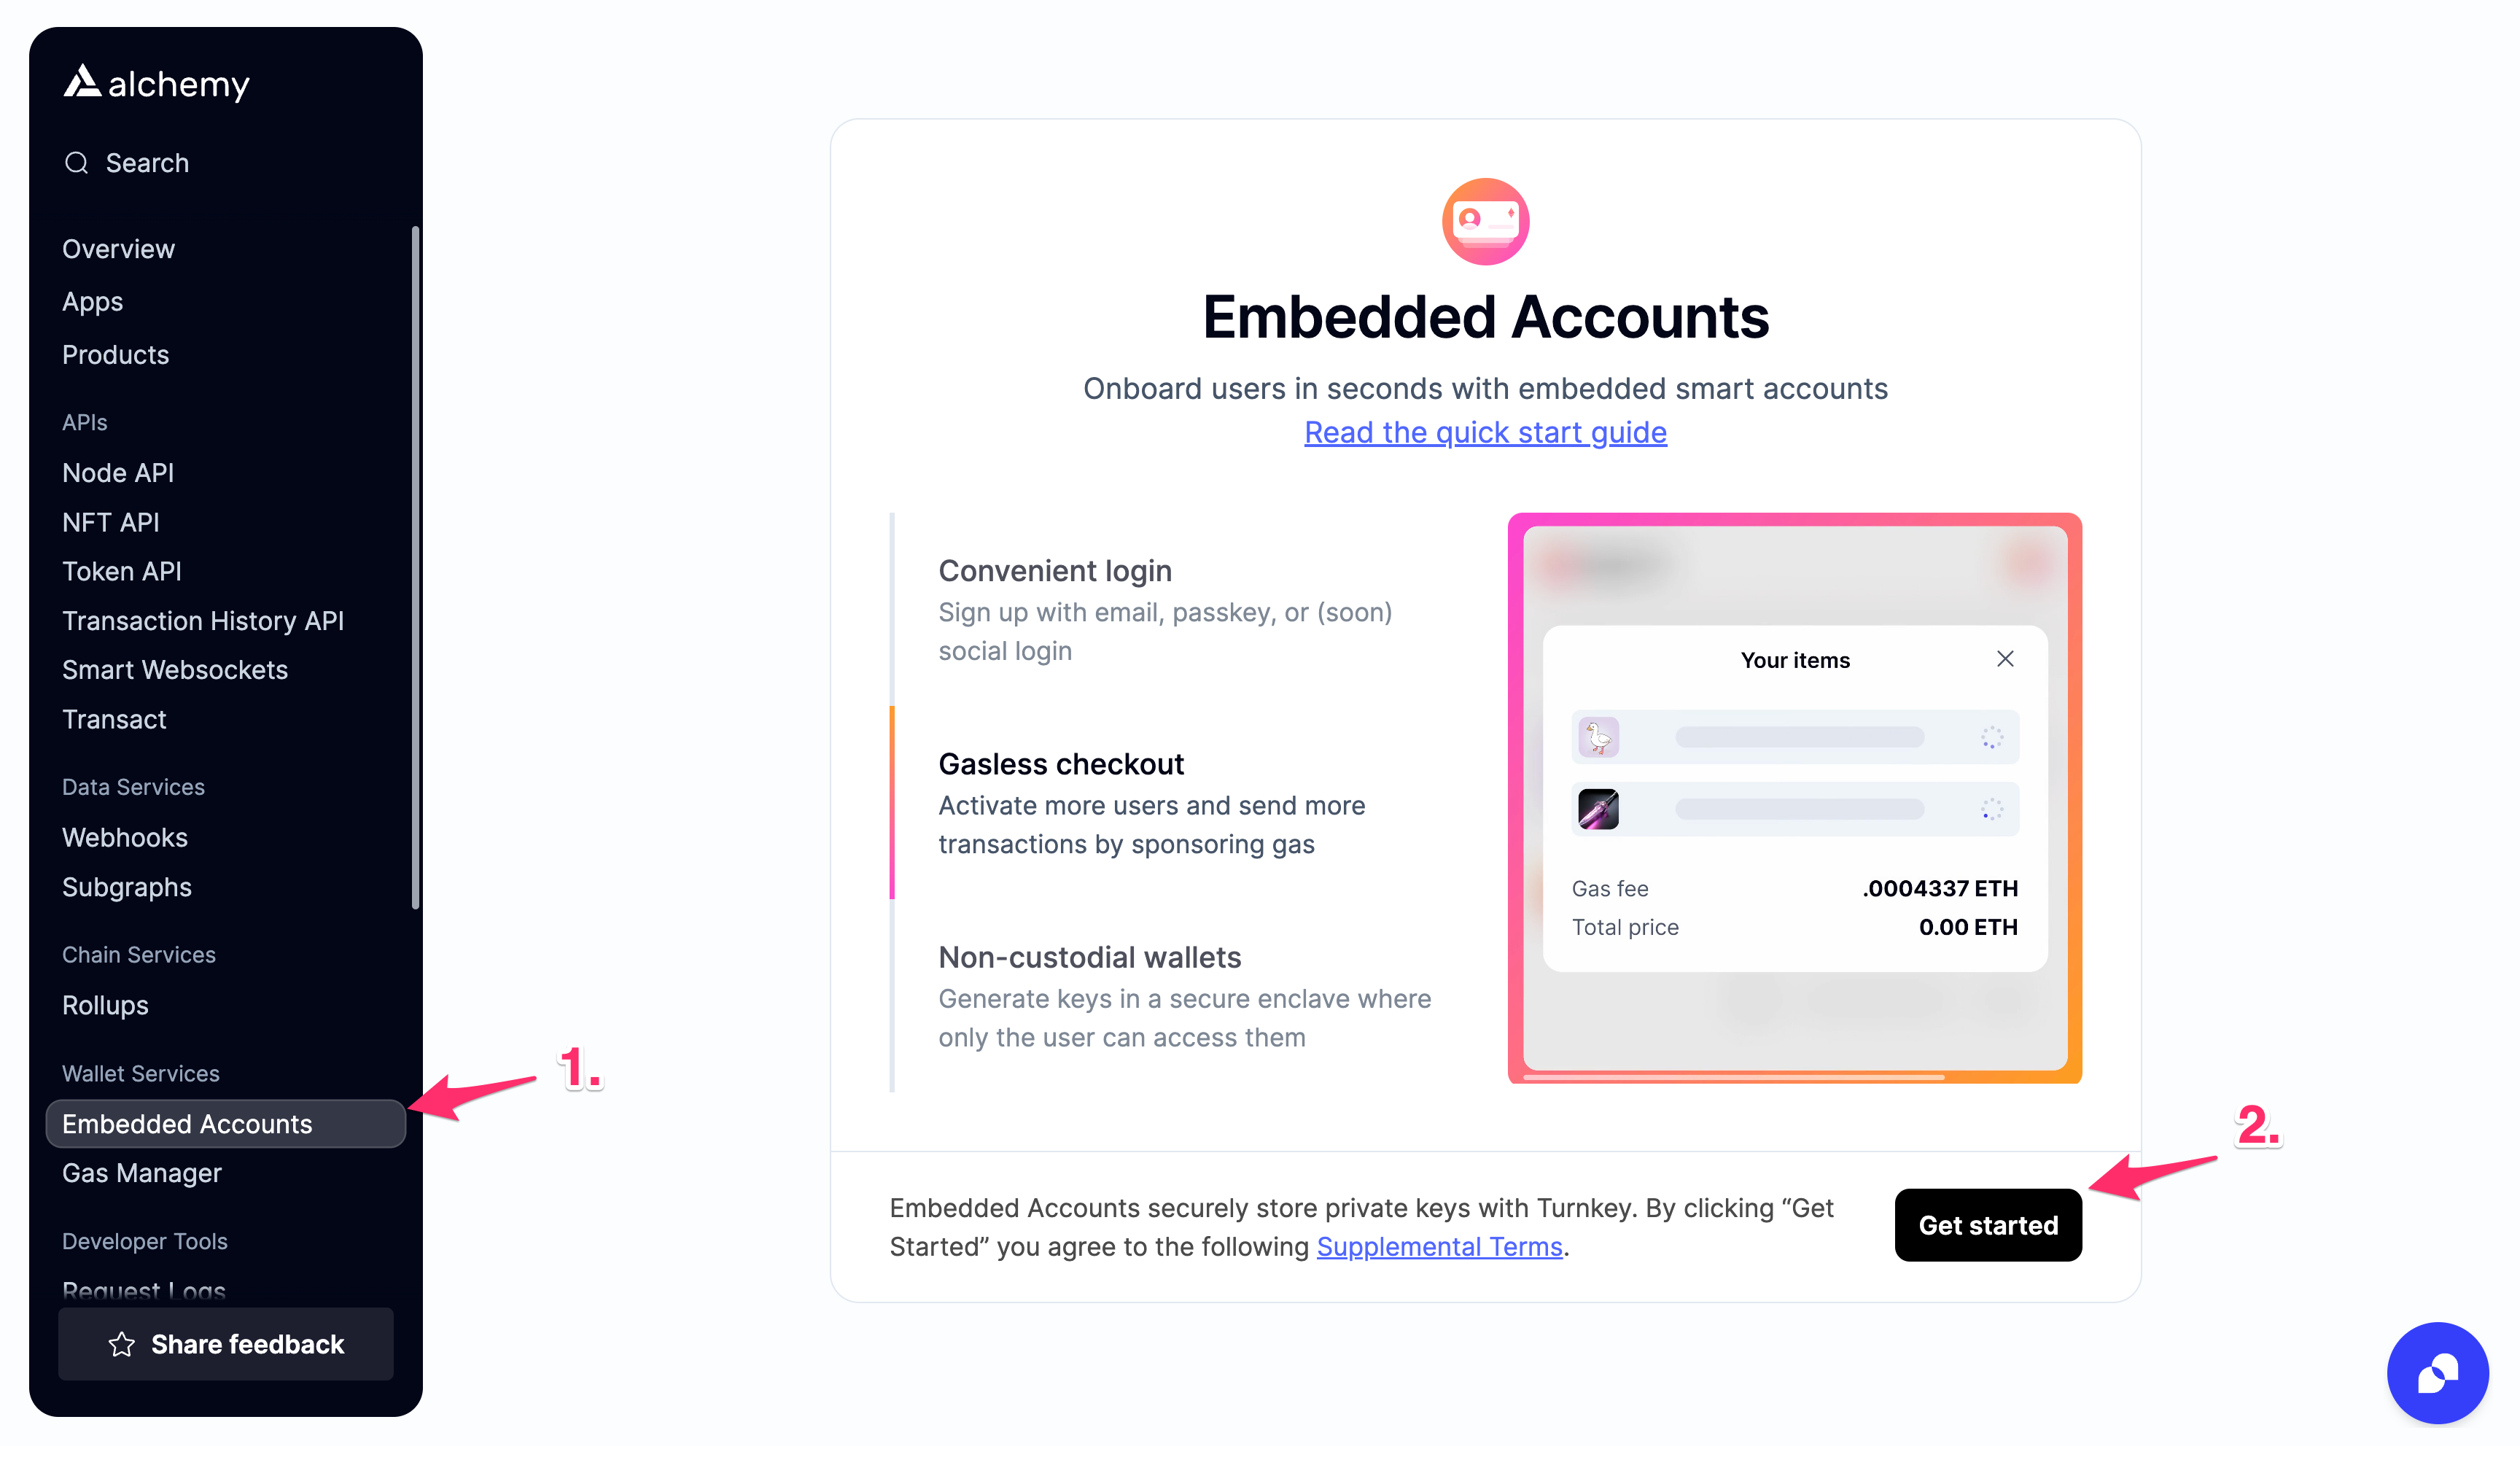 alchemy
Search
Overview
Apps
Products
APIs
Node API
NFT API
Token API
Transaction History API
Smart Websockets
Transact
Data Services
Webhooks
Subgraphs
Chain Services
Rollups
Wallet Services
Embedded Accounts
Gas Manager
Developer Tools
Request Logs
Share feedback
1.
Embedded Accounts
Onboard users in seconds with embedded smart accounts
Read the quick start guide
Convenient login
Sign up with email, passkey, or (soon)
social login
Gasless checkout
Activate more users and send more
transactions by sponsoring gas
Non-custodial wallets
Generate keys in a secure enclave where
only the user can access them
Your items
Gas fee .0004337 ETH
Total price 0.00 ETH
2.
Embedded Accounts securely store private keys with Turnkey. By clicking “Get
Started” you agree to the following Supplemental Terms.
Get started